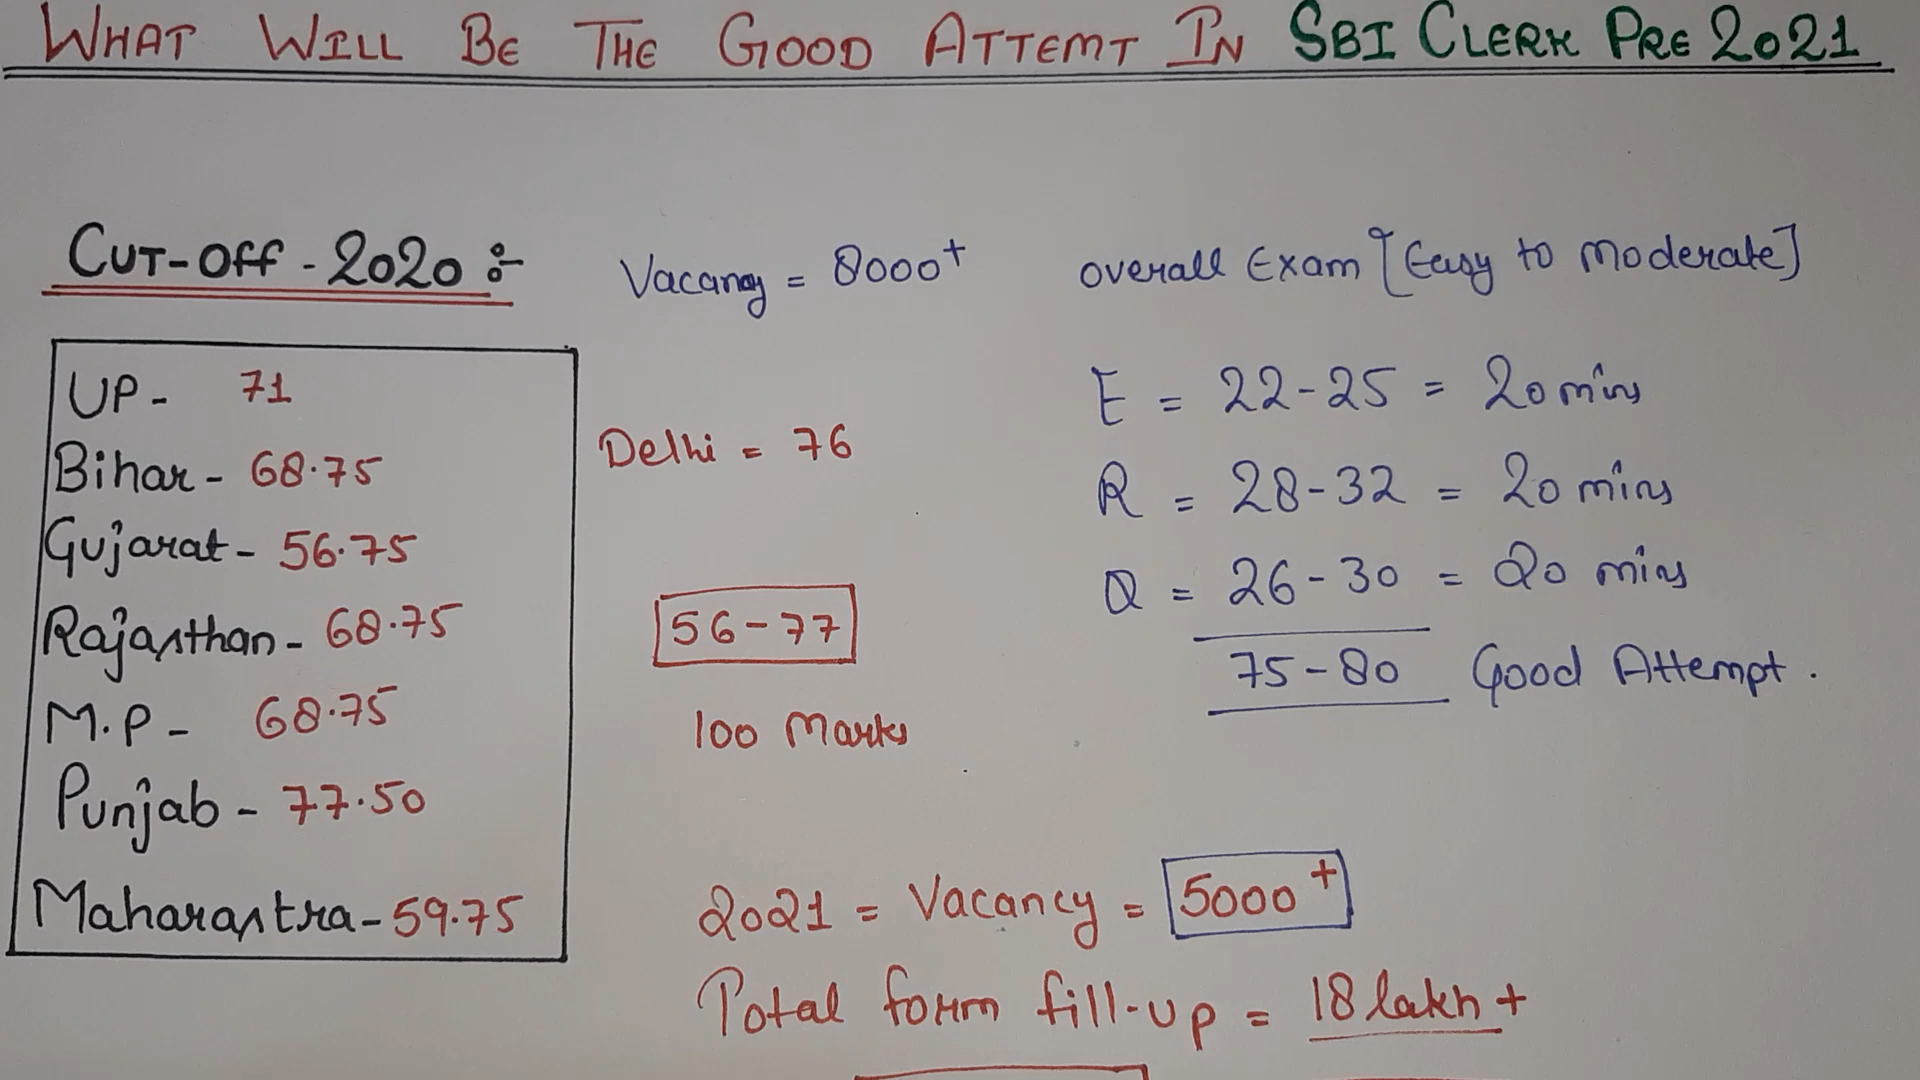 WHAT WILL BE THE GOOD ATTEMT IN SBI CLERK PRE 2021
CUT-OFF - 2020 :-
Vacancy = 8000+
overall Exam [Easy to Moderate]
UP - 71
Bihar - 68.75
Gujarat - 56.75
Rajasthan - 68.75
M.P - 68.75
Punjab - 77.50
Maharastra - 59.75
Delhi = 76
56-77
100 Marks
E = 22-25 = 20 mins
R = 28-32 = 20 mins
Q = 26-30 = 20 mins
75-80 Good Attempt.
2021 = Vacancy = 5000+
Total form fill-up = 18 lakh +